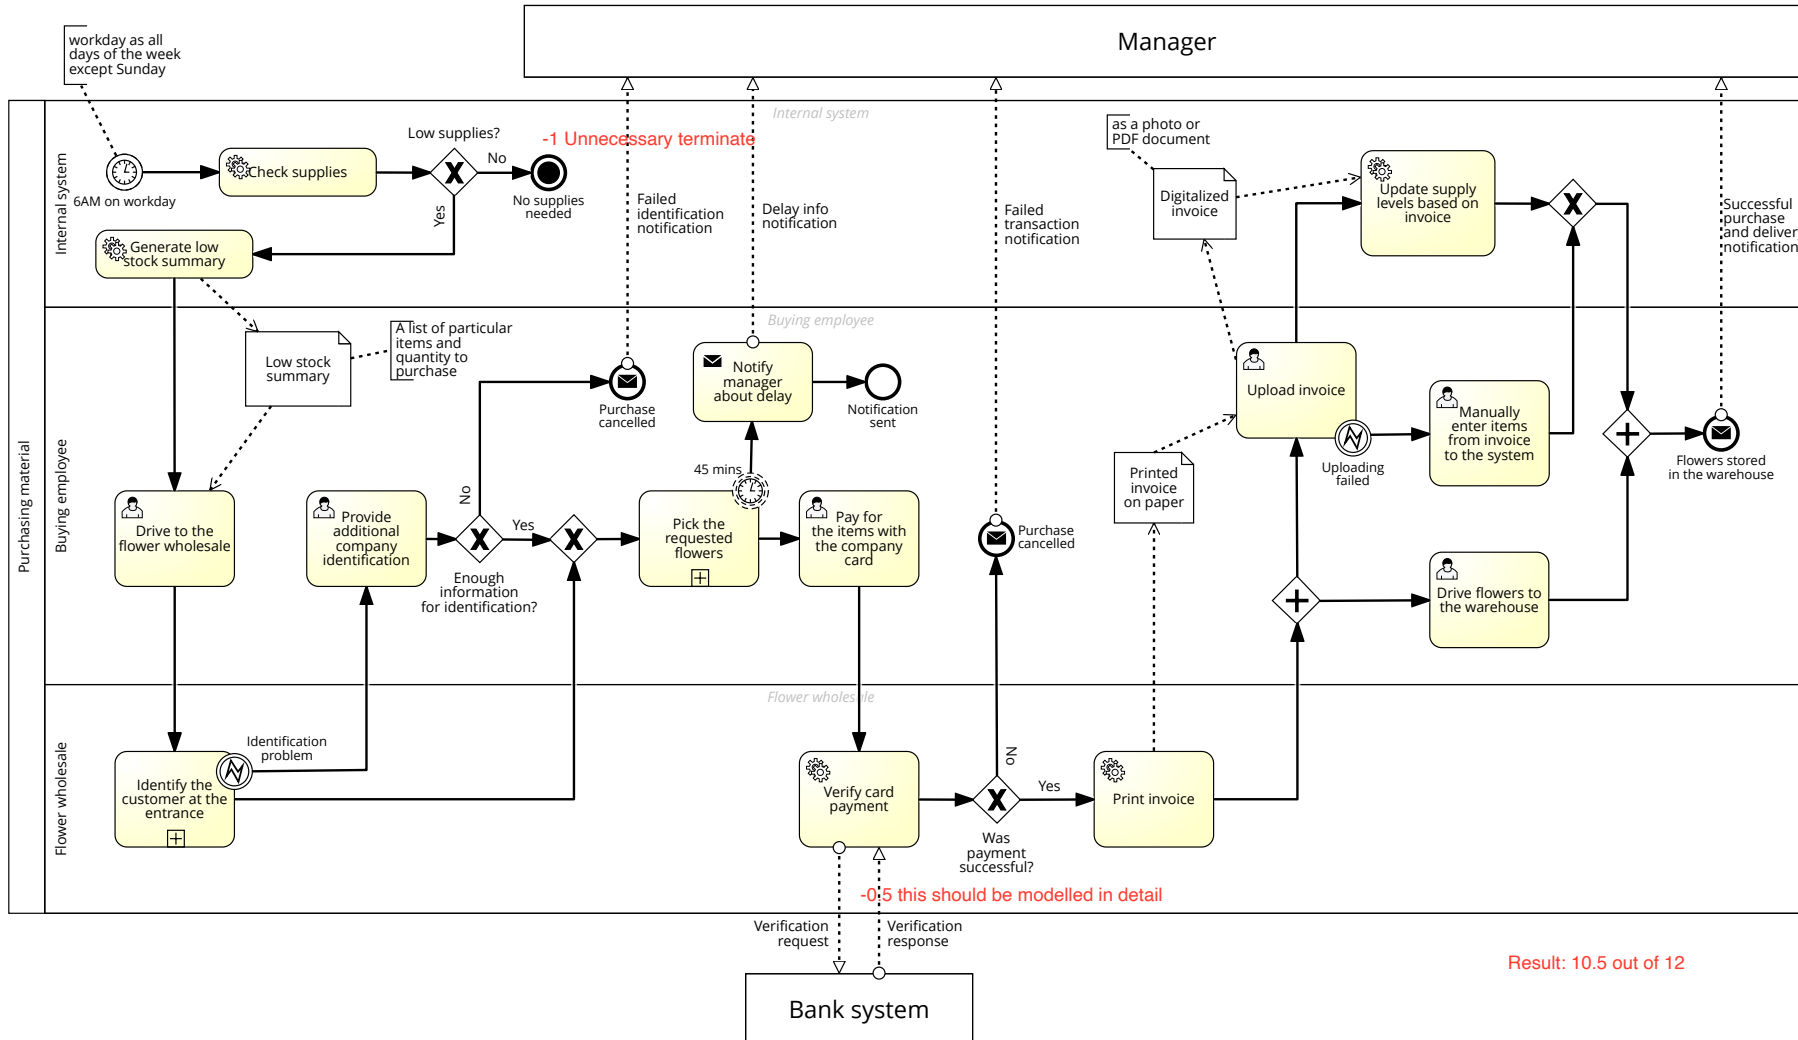 Manager
workday as all
days of the week
except Sunday
Purchasing material
Internal system
Internal system
6AM on workday
Check supplies
Low supplies?
No
Yes
-1 Unnecessary terminate
No supplies
needed
Generate low
stock summary
Failed
identification
notification
Delay info
notification
Failed
transaction
notification
as a photo or
PDF document
Digitalized
invoice
Update supply
levels based on
invoice
Successful
purchase
and deliver
notification
Buying employee
Buying employee
Low stock
summary
A list of particular
items and
quantity to
purchase
Purchase
cancelled
Notify
manager
about delay
Notification
sent
45 mins
Drive to the
flower wholesale
Provide
additional
company
identification
No
Yes
Enough
information
for identification?
Pick the
requested
flowers
Pay for
the items with
the company
card
Purchase
cancelled
Printed
invoice
on paper
Upload invoice
Uploading
failed
Manually
enter items
from invoice
to the system
Flowers stored
in the warehouse
Drive flowers to
the warehouse
Flower wholesale
Flower wholesale
Identify the
customer at the
entrance
Identification
problem
Verify card
payment
No
Yes
Was
payment
successful?
Print invoice
-0.5 this should be modelled in detail
Verification
request
Verification
response
Bank system
Result: 10.5 out of 12